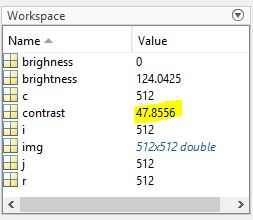 Workspace
Name Value
brighness 0
brightness 124.0425
c 512
contrast 47.8556
i 512
img 512x512 double
j 512
r 512